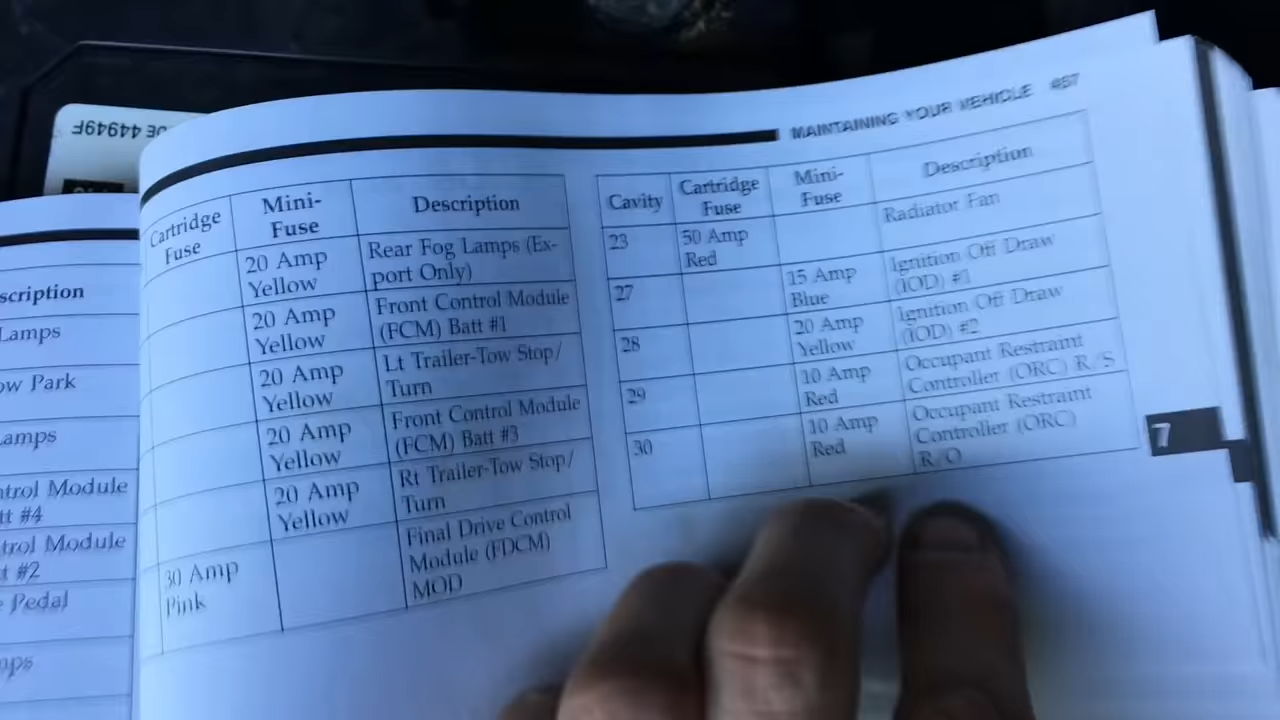 DE 44949F
MAINTAINING YOUR VEHICLE 487
scription
Lamps
ow Park
Lamps
ntrol Module
tt #4
trol Module
t #2
e Pedal
mps
Cartridge Fuse Mini-Fuse Description
20 Amp Yellow Rear Fog Lamps (Ex-
port Only)
20 Amp Yellow Front Control Module
(FCM) Batt #1
20 Amp Yellow Lt Trailer-Tow Stop/
Turn
20 Amp Yellow Front Control Module
(FCM) Batt #3
20 Amp Yellow Rt Trailer-Tow Stop/
Turn
30 Amp Pink Final Drive Control
Module (FDCM)
MOD
Cavity Cartridge Fuse Mini-Fuse Description
23 50 Amp Red Radiator Fan
27 15 Amp Blue Ignition Off Draw
(IOD) #1
28 20 Amp Yellow Ignition Off Draw
(IOD) #2
29 10 Amp Red Occupant Restraint
Controller (ORC) R/S
30 10 Amp Red Occupant Restraint
Controller (ORC)
R/O
7